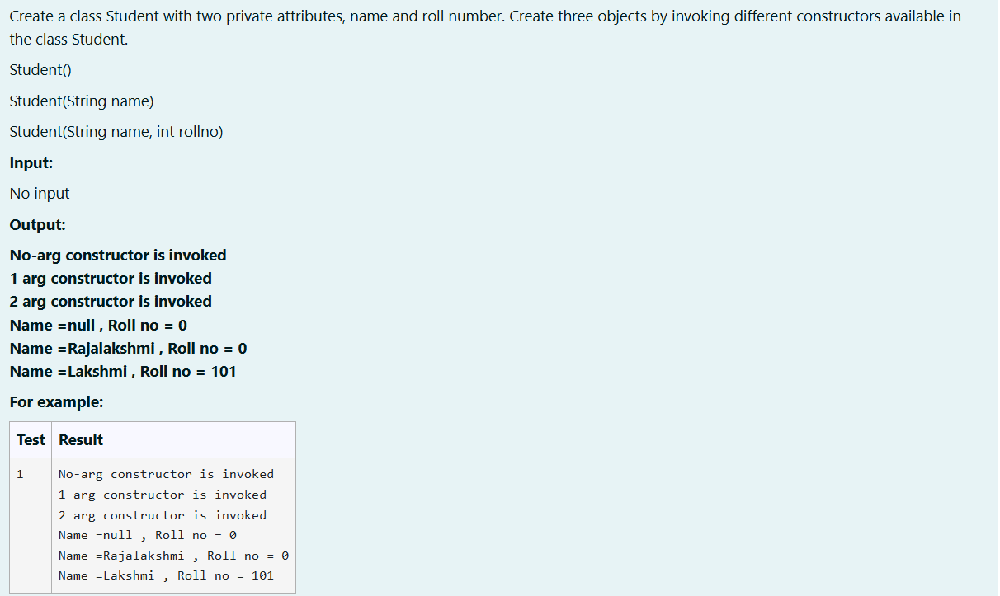 Create a class Student with two private attributes, name and roll number. Create three objects by invoking different constructors available in
the class Student.
Student()
Student(String name)
Student(String name, int rollno)
Input:
No input
Output:
No-arg constructor is invoked
1 arg constructor is invoked
2 arg constructor is invoked
Name =null , Roll no = 0
Name =Rajalakshmi , Roll no = 0
Name =Lakshmi , Roll no = 101
For example:
Test Result
1 No-arg constructor is invoked
1 arg constructor is invoked
2 arg constructor is invoked
Name =null , Roll no = 0
Name =Rajalakshmi , Roll no = 0
Name =Lakshmi , Roll no = 101